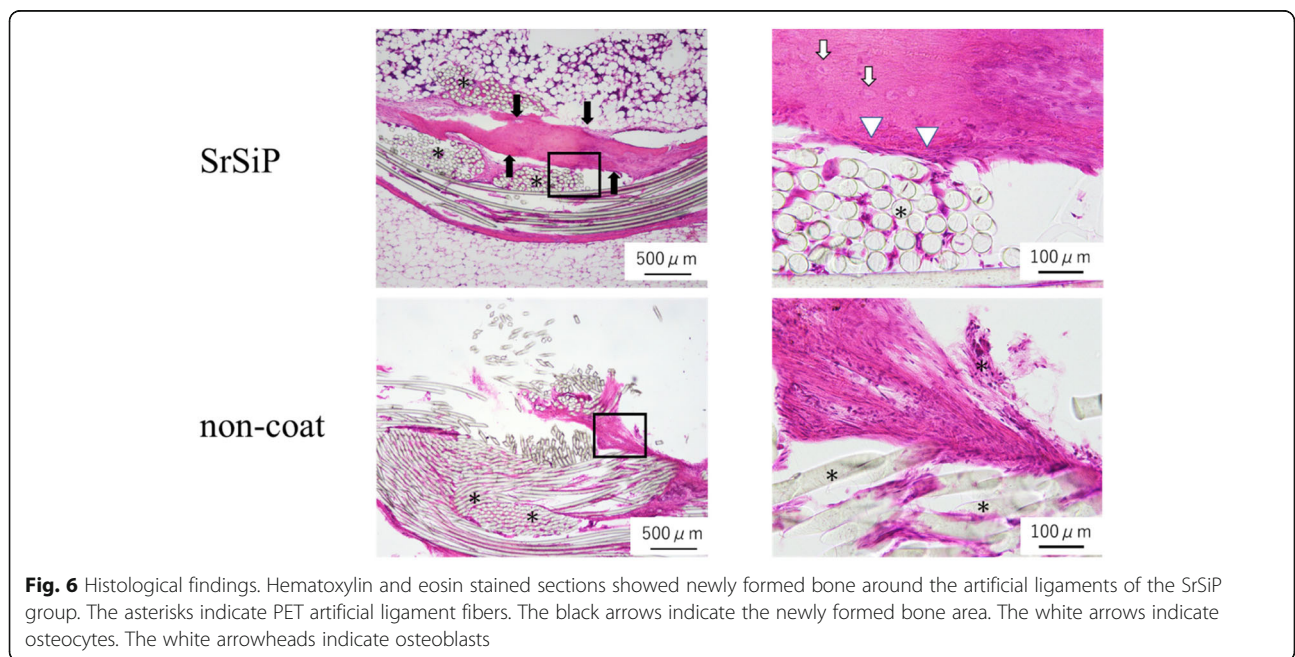 SrSiP
*
*
*
500 μm
*
100 μm
non-coat
*
*
500 μm
*
*
*
100 μm
Fig. 6 Histological findings. Hematoxylin and eosin stained sections showed newly formed bone around the artificial ligaments of the SrSiP
group. The asterisks indicate PET artificial ligament fibers. The black arrows indicate the newly formed bone area. The white arrows indicate
osteocytes. The white arrowheads indicate osteoblasts